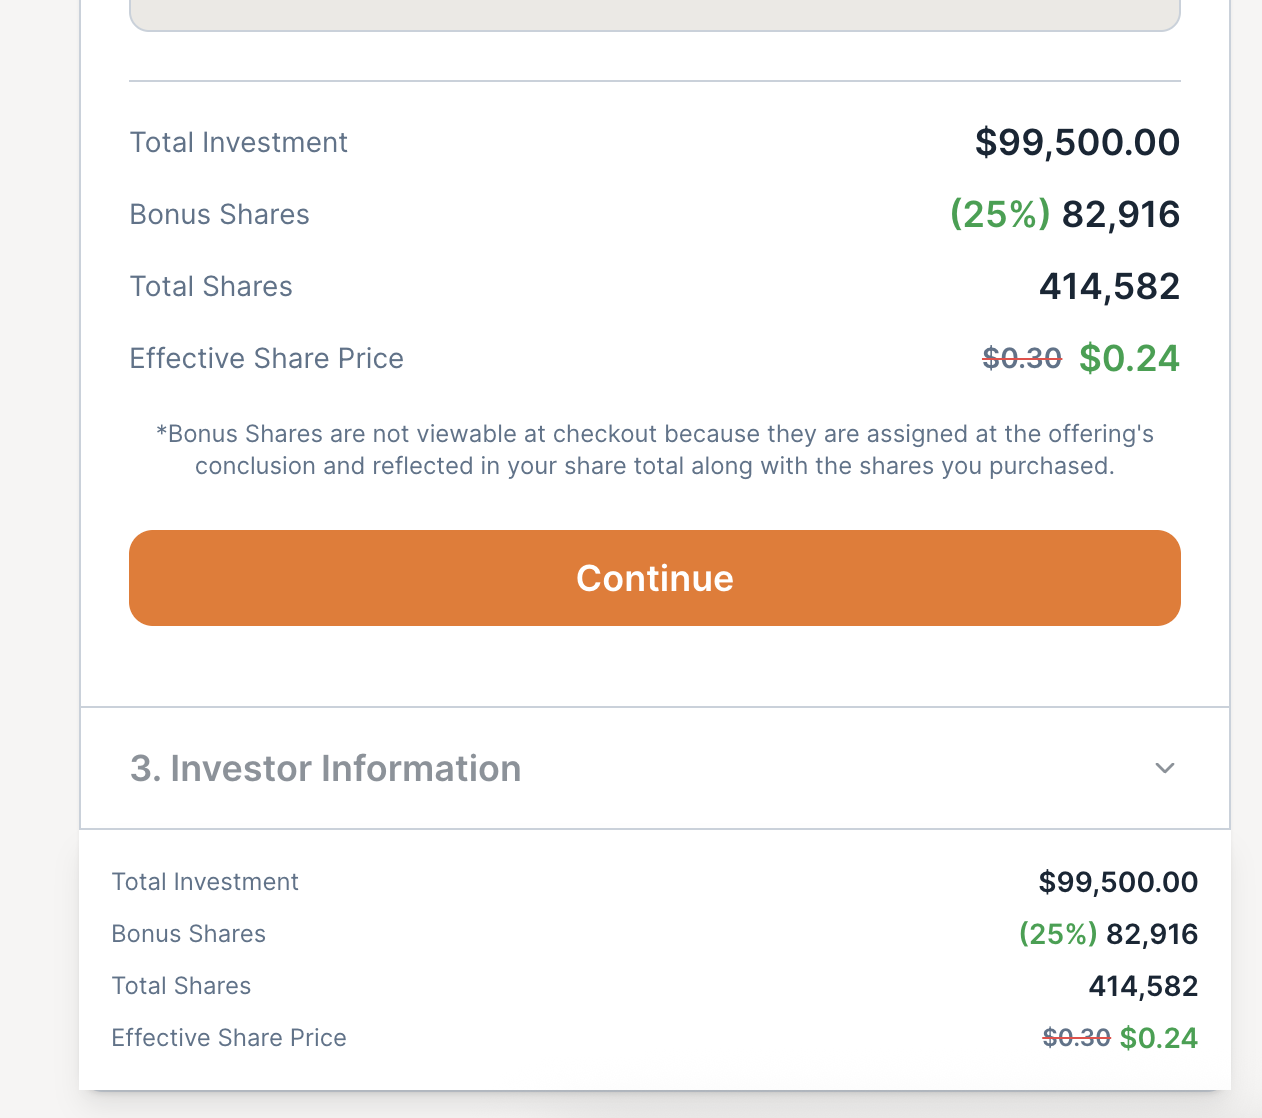 Total Investment $99,500.00
Bonus Shares (25%) 82,916
Total Shares 414,582
Effective Share Price $0.30 $0.24
*Bonus Shares are not viewable at checkout because they are assigned at the offering's
conclusion and reflected in your share total along with the shares you purchased.
Continue
3. Investor Information
Total Investment $99,500.00
Bonus Shares (25%) 82,916
Total Shares 414,582
Effective Share Price $0.30 $0.24